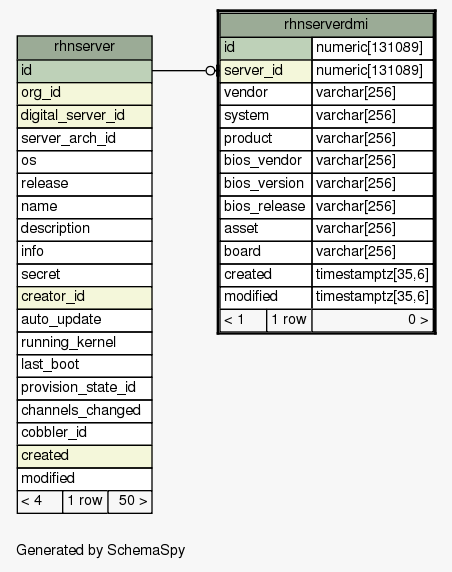 rhnserver
id
org_id
digital_server_id
server_arch_id
os
release
name
description
info
secret
creator_id
auto_update
running_kernel
last_boot
provision_state_id
channels_changed
cobbler_id
created
modified
< 4 1 row 50 >
rhnserverdmi
id numeric[131089]
server_id numeric[131089]
vendor varchar[256]
system varchar[256]
product varchar[256]
bios_vendor varchar[256]
bios_version varchar[256]
bios_release varchar[256]
asset varchar[256]
board varchar[256]
created timestamptz[35,6]
modified timestamptz[35,6]
< 1 1 row 0 >
Generated by SchemaSpy